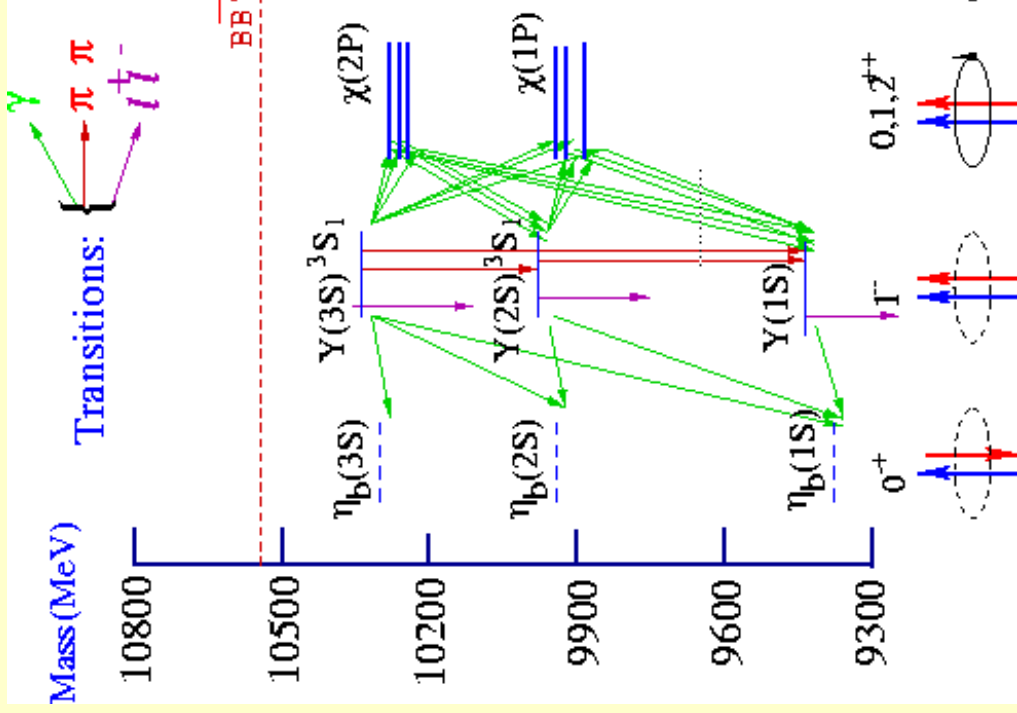 γ
π π
l⁺l⁻
Transitions:
Mass(MeV)
BB
10800
10500
10200
9900
9600
9300
χ(2P)
χ(1P)
Υ(3S) ³S₁
Υ(2S) ³S₁
Υ(1S)
η_b(3S)
η_b(2S)
η_b(1S)
0⁻⁺
1⁻⁻
0,1,2⁺⁺